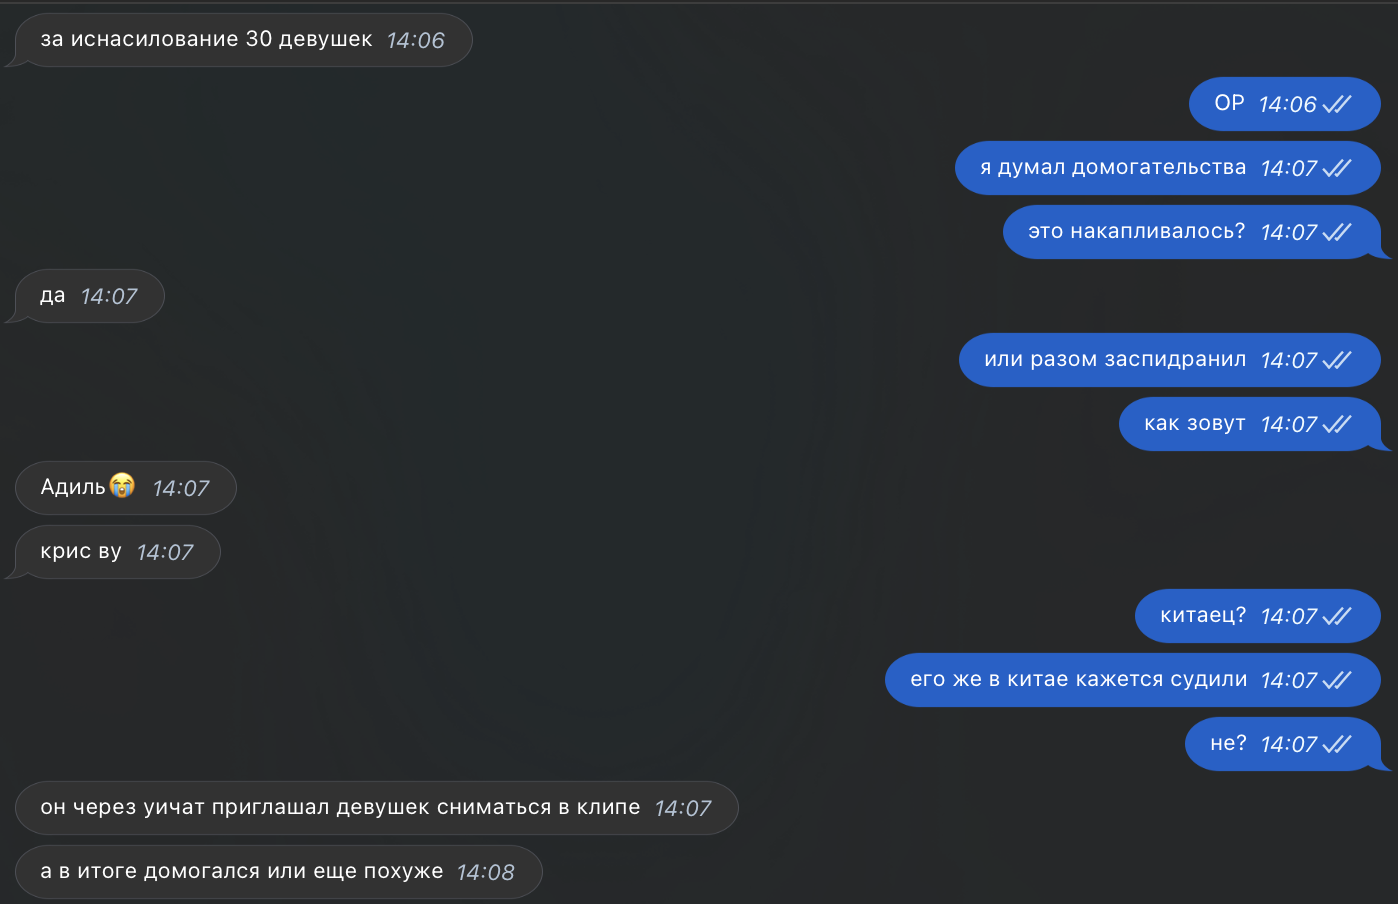 за иснасилование 30 девушек 14:06
ОР 14:06
я думал домогательства 14:07
это накапливалось? 14:07
да 14:07
или разом заспидранил 14:07
как зовут 14:07
Адиль😭 14:07
крис ву 14:07
китаец? 14:07
его же в китае кажется судили 14:07
не? 14:07
он через уичат приглашал девушек сниматься в клипе 14:07
а в итоге домогался или еще похуже 14:08